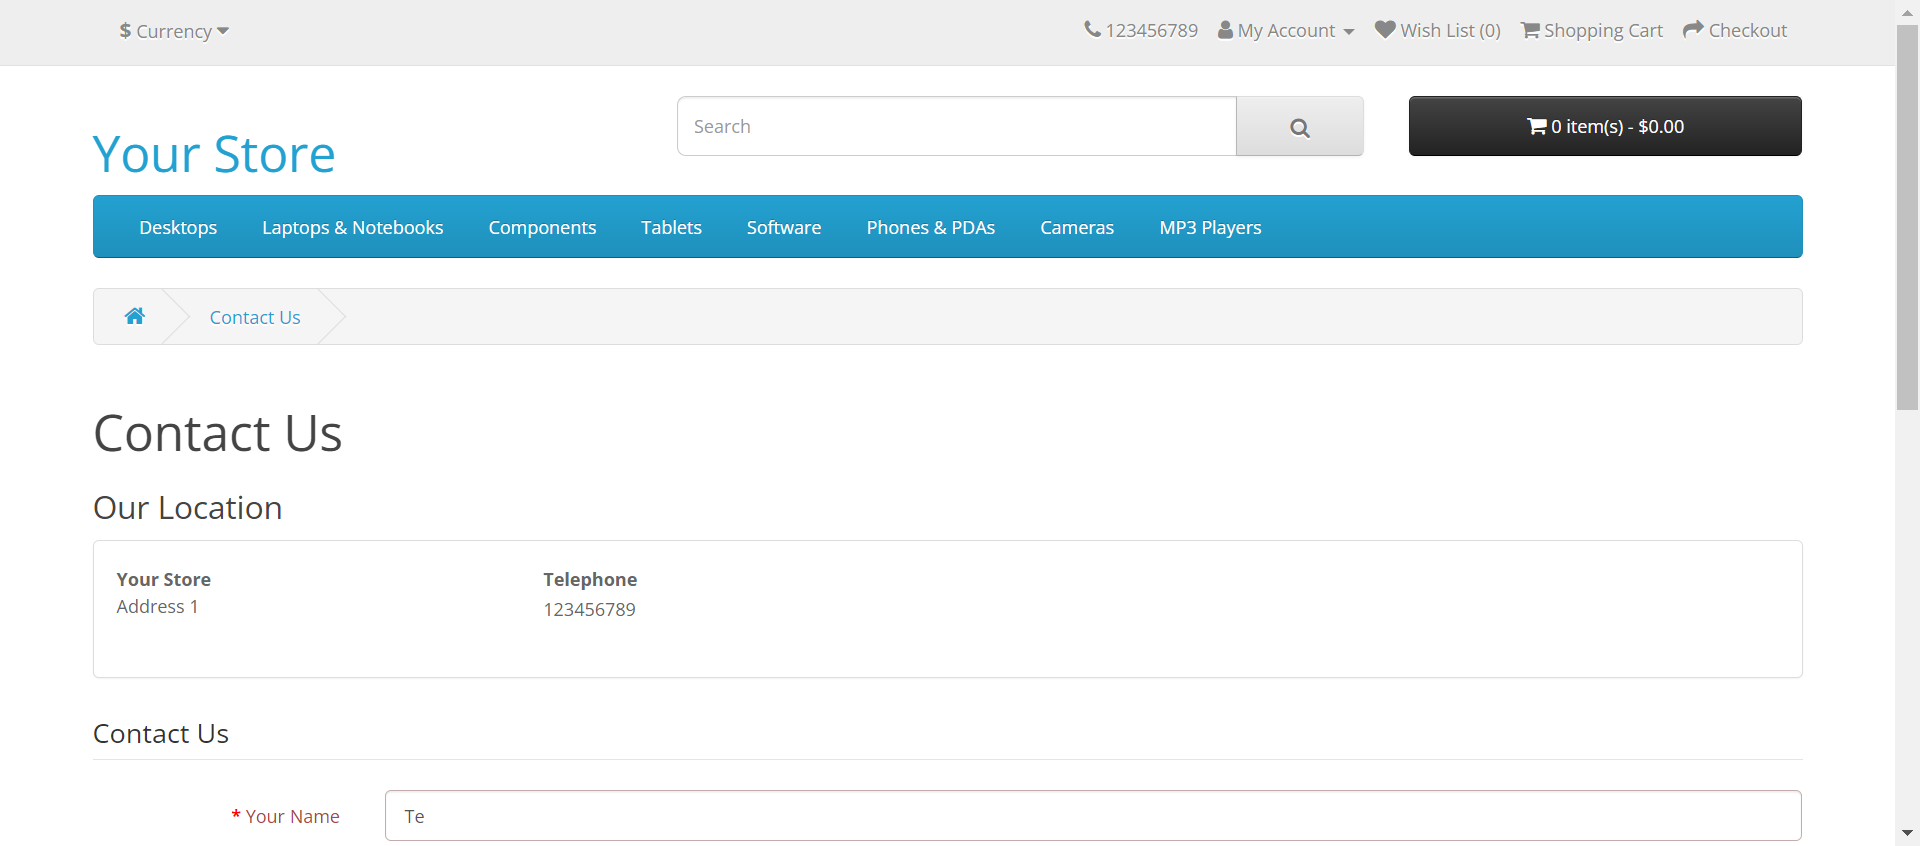 $ Currency
123456789 My Account Wish List (0) Shopping Cart Checkout
Search
0 item(s) - $0.00
Your Store
Desktops Laptops & Notebooks Components Tablets Software Phones & PDAs Cameras MP3 Players
Contact Us
Contact Us
Our Location
Your Store Telephone
Address 1 123456789
Contact Us
* Your Name Te